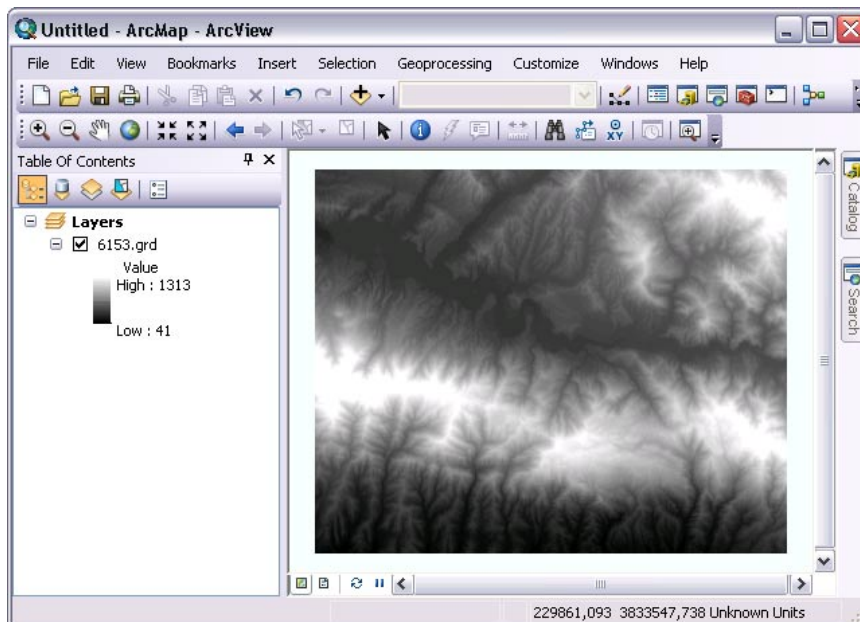 Untitled - ArcMap - ArcView
File Edit View Bookmarks Insert Selection Geoprocessing Customize Windows Help
XY
Table Of Contents
Layers
6153.grd
Value
High : 1313
Low : 41
Catalog
Search
229861,093 3833547,738 Unknown Units